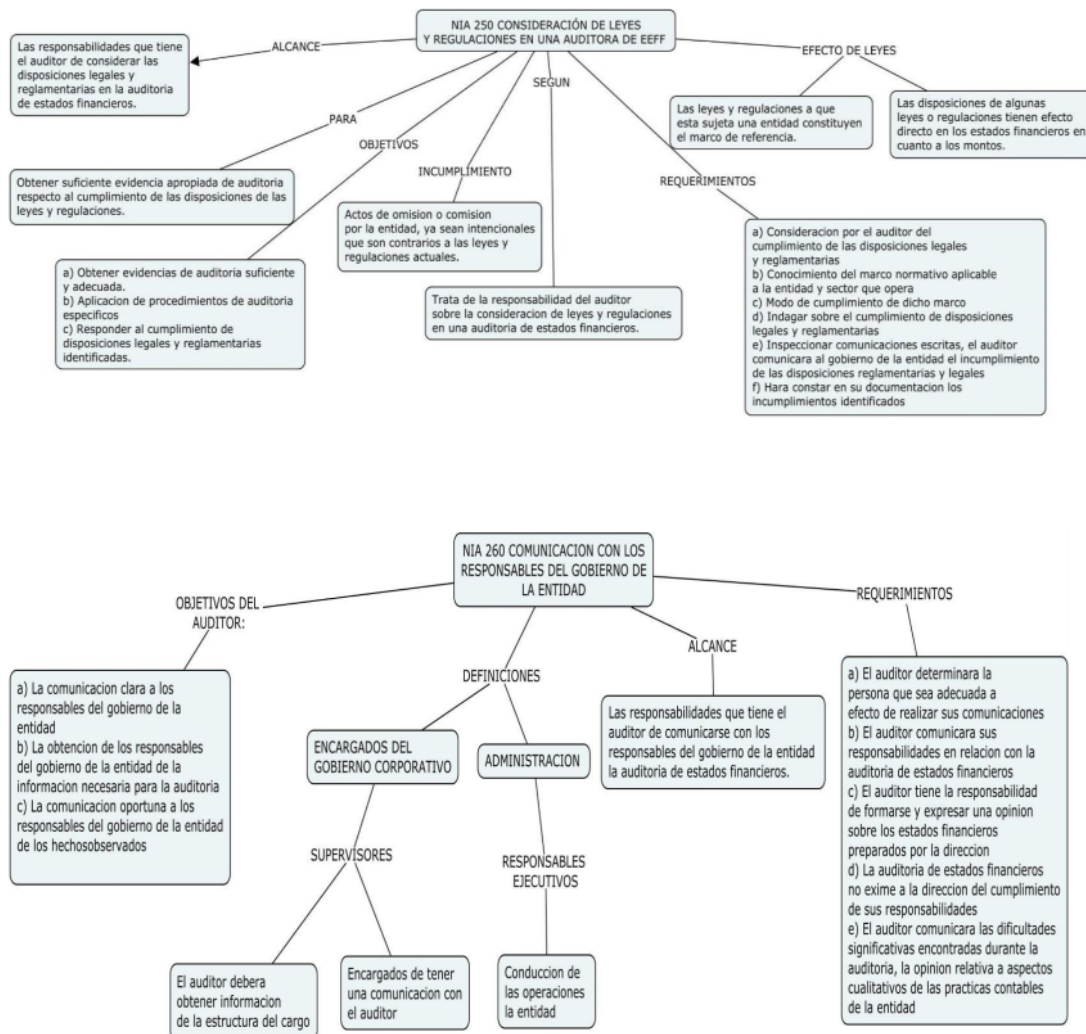 NIA 250 CONSIDERACIÓN DE LEYES
Y REGULACIONES EN UNA AUDITORA DE EEFF
ALCANCE
Las responsabilidades que tiene
el auditor de considerar las
disposiciones legales y
reglamentarias en la auditoria
de estados financieros.
PARA
Obtener suficiente evidencia apropiada de auditoria
respecto al cumplimiento de las disposiciones de las
leyes y regulaciones.
OBJETIVOS
a) Obtener evidencias de auditoria suficiente
y adecuada.
b) Aplicacion de procedimientos de auditoria
especificos
c) Responder al cumplimiento de
disposiciones legales y reglamentarias
identificadas.
INCUMPLIMIENTO
Actos de omision o comision
por la entidad, ya sean intencionales
que son contrarios a las leyes y
regulaciones actuales.
SEGUN
Trata de la responsabilidad del auditor
sobre la consideracion de leyes y regulaciones
en una auditoria de estados financieros.
REQUERIMIENTOS
a) Consideracion por el auditor del
cumplimiento de las disposiciones legales
y reglamentarias
b) Conocimiento del marco normativo aplicable
a la entidad y sector que opera
c) Modo de cumplimiento de dicho marco
d) Indagar sobre el cumplimiento de disposiciones
legales y reglamentarias
e) Inspeccionar comunicaciones escritas, el auditor
comunicara al gobierno de la entidad el incumplimiento
de las disposiciones reglamentarias y legales
f) Hara constar en su documentacion los
incumplimientos identificados
EFECTO DE LEYES
Las leyes y regulaciones a que
esta sujeta una entidad constituyen
el marco de referencia.
Las disposiciones de algunas
leyes o regulaciones tienen efecto
directo en los estados financieros en
cuanto a los montos.
NIA 260 COMUNICACION CON LOS
RESPONSABLES DEL GOBIERNO DE
LA ENTIDAD
OBJETIVOS DEL
AUDITOR:
a) La comunicacion clara a los
responsables del gobierno de la
entidad
b) La obtencion de los responsables
del gobierno de la entidad de la
informacion necesaria para la auditoria
c) La comunicacion oportuna a los
responsables del gobierno de la entidad
de los hechosobservados
DEFINICIONES
ENCARGADOS DEL
GOBIERNO CORPORATIVO
SUPERVISORES
El auditor debera
obtener informacion
de la estructura del cargo
Encargados de tener
una comunicacion con
el auditor
ADMINISTRACION
RESPONSABLES
EJECUTIVOS
Conduccion de
las operaciones la
entidad
ALCANCE
Las responsabilidades que tiene el
auditor de comunicarse con los
responsables del gobierno de la entidad
la auditoria de estados financieros.
REQUERIMIENTOS
a) El auditor determinara la
persona que sea adecuada a
efecto de realizar sus comunicaciones
b) El auditor comunicara sus
responsabilidades en relacion con la
auditoria de estados financieros
c) El auditor tiene la responsabilidad
de formarse y expresar una opinion
sobre los estados financieros
preparados por la direccion
d) La auditoria de estados financieros
no exime a la direccion del cumplimiento
de sus responsabilidades
e) El auditor comunicara las dificultades
significativas encontradas durante la
auditoria, la opinion relativa a aspectos
cualitativos de las practicas contables
de la entidad